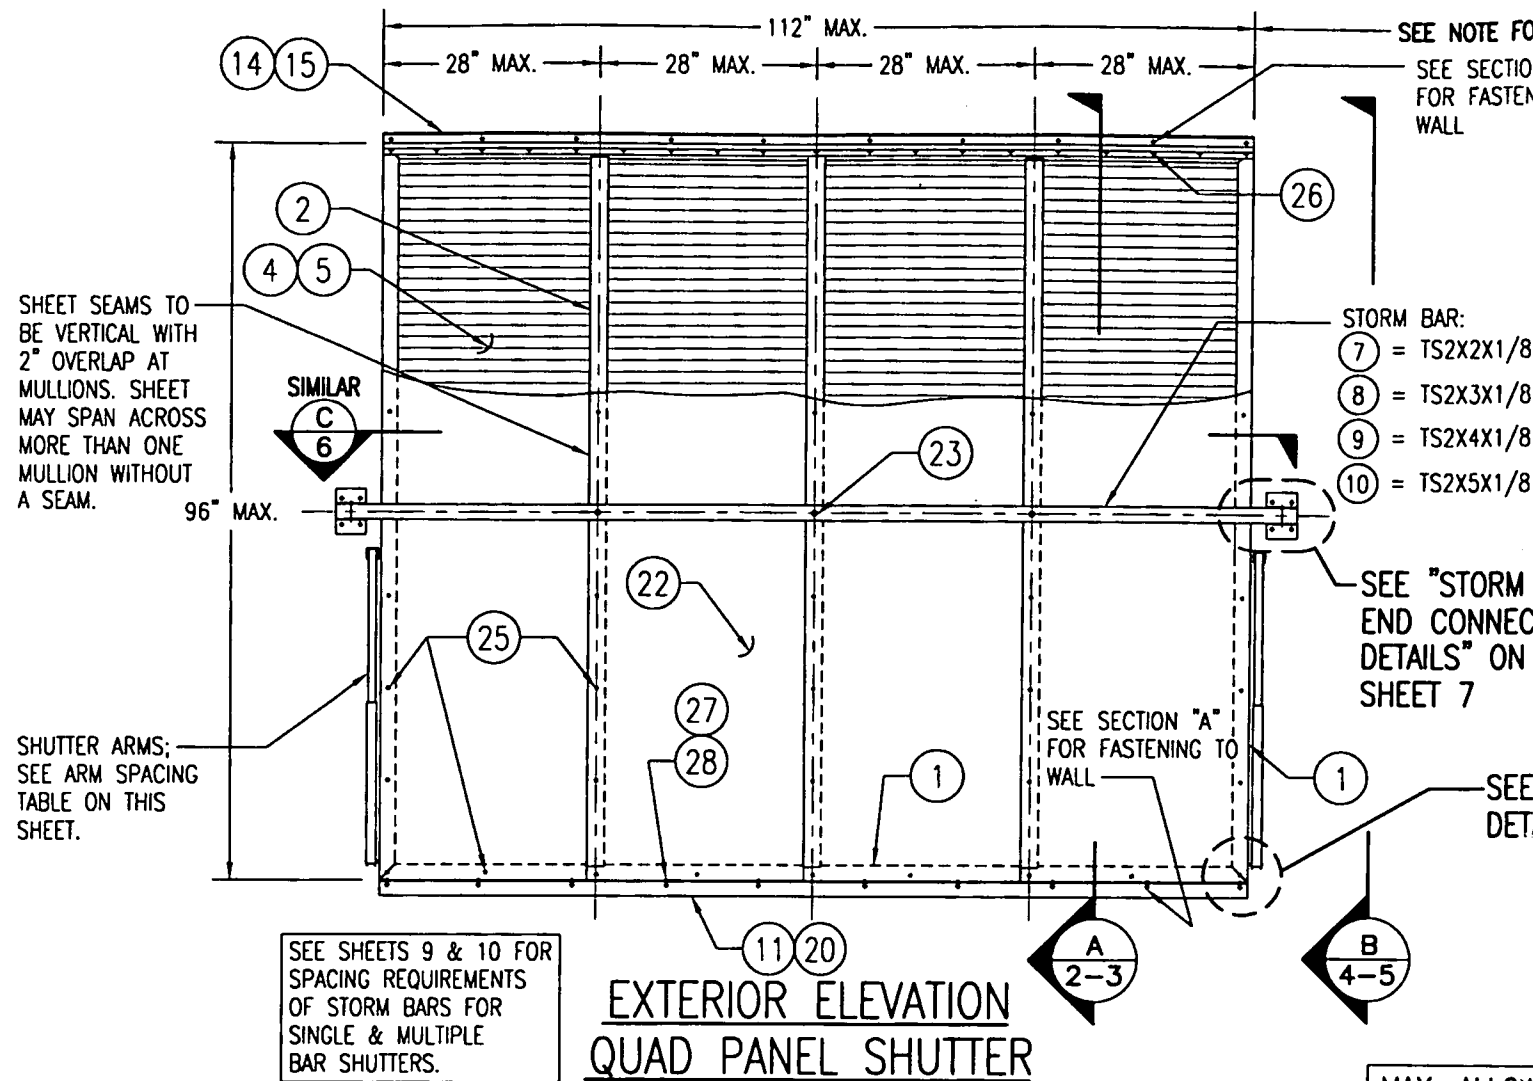 112" MAX.
28" MAX.
28" MAX.
28" MAX.
28" MAX.
SEE NOTE FO
SEE SECTIO
FOR FASTEN
WALL
14 15
2
4 5
26
SHEET SEAMS TO
BE VERTICAL WITH
2" OVERLAP AT
MULLIONS. SHEET
MAY SPAN ACROSS
MORE THAN ONE
MULLION WITHOUT
A SEAM.
SIMILAR
C
6
96" MAX.
STORM BAR:
7 = TS2X2X1/8
8 = TS2X3X1/8
9 = TS2X4X1/8
10 = TS2X5X1/8
23
22
25
27
28
1
SEE "STORM
END CONNEC
DETAILS" ON
SHEET 7
SEE SECTION "A"
FOR FASTENING TO
WALL
1
SEE
DET
SHUTTER ARMS;
SEE ARM SPACING
TABLE ON THIS
SHEET.
11 20
A
2-3
B
4-5
SEE SHEETS 9 & 10 FOR
SPACING REQUIREMENTS
OF STORM BARS FOR
SINGLE & MULTIPLE
BAR SHUTTERS.
EXTERIOR ELEVATION
QUAD PANEL SHUTTER